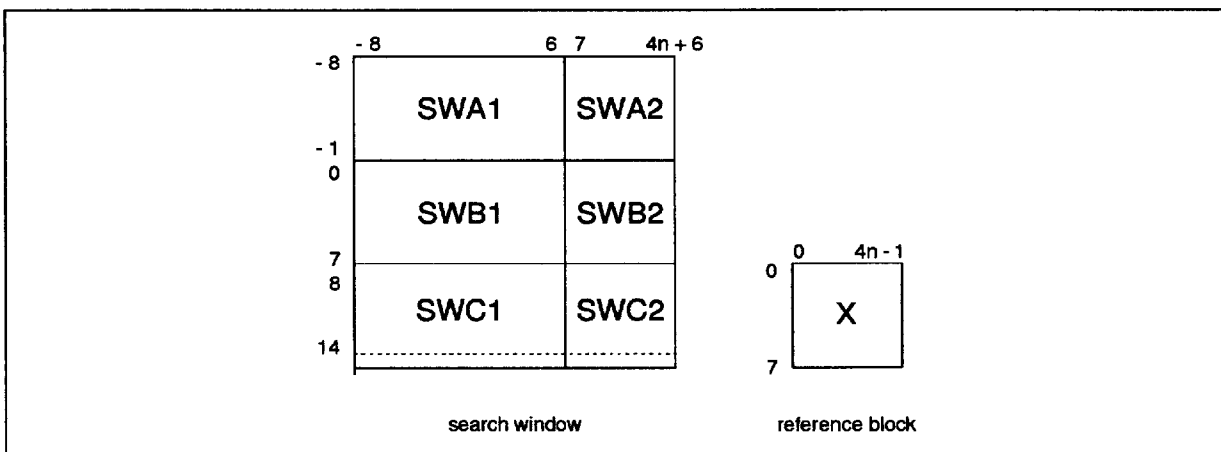 - 8 6 7 4n + 6
- 8
SWA1 SWA2
- 1
0
SWB1 SWB2
7
8
SWC1 SWC2
14
search window
0 4n - 1
0
X
7
reference block